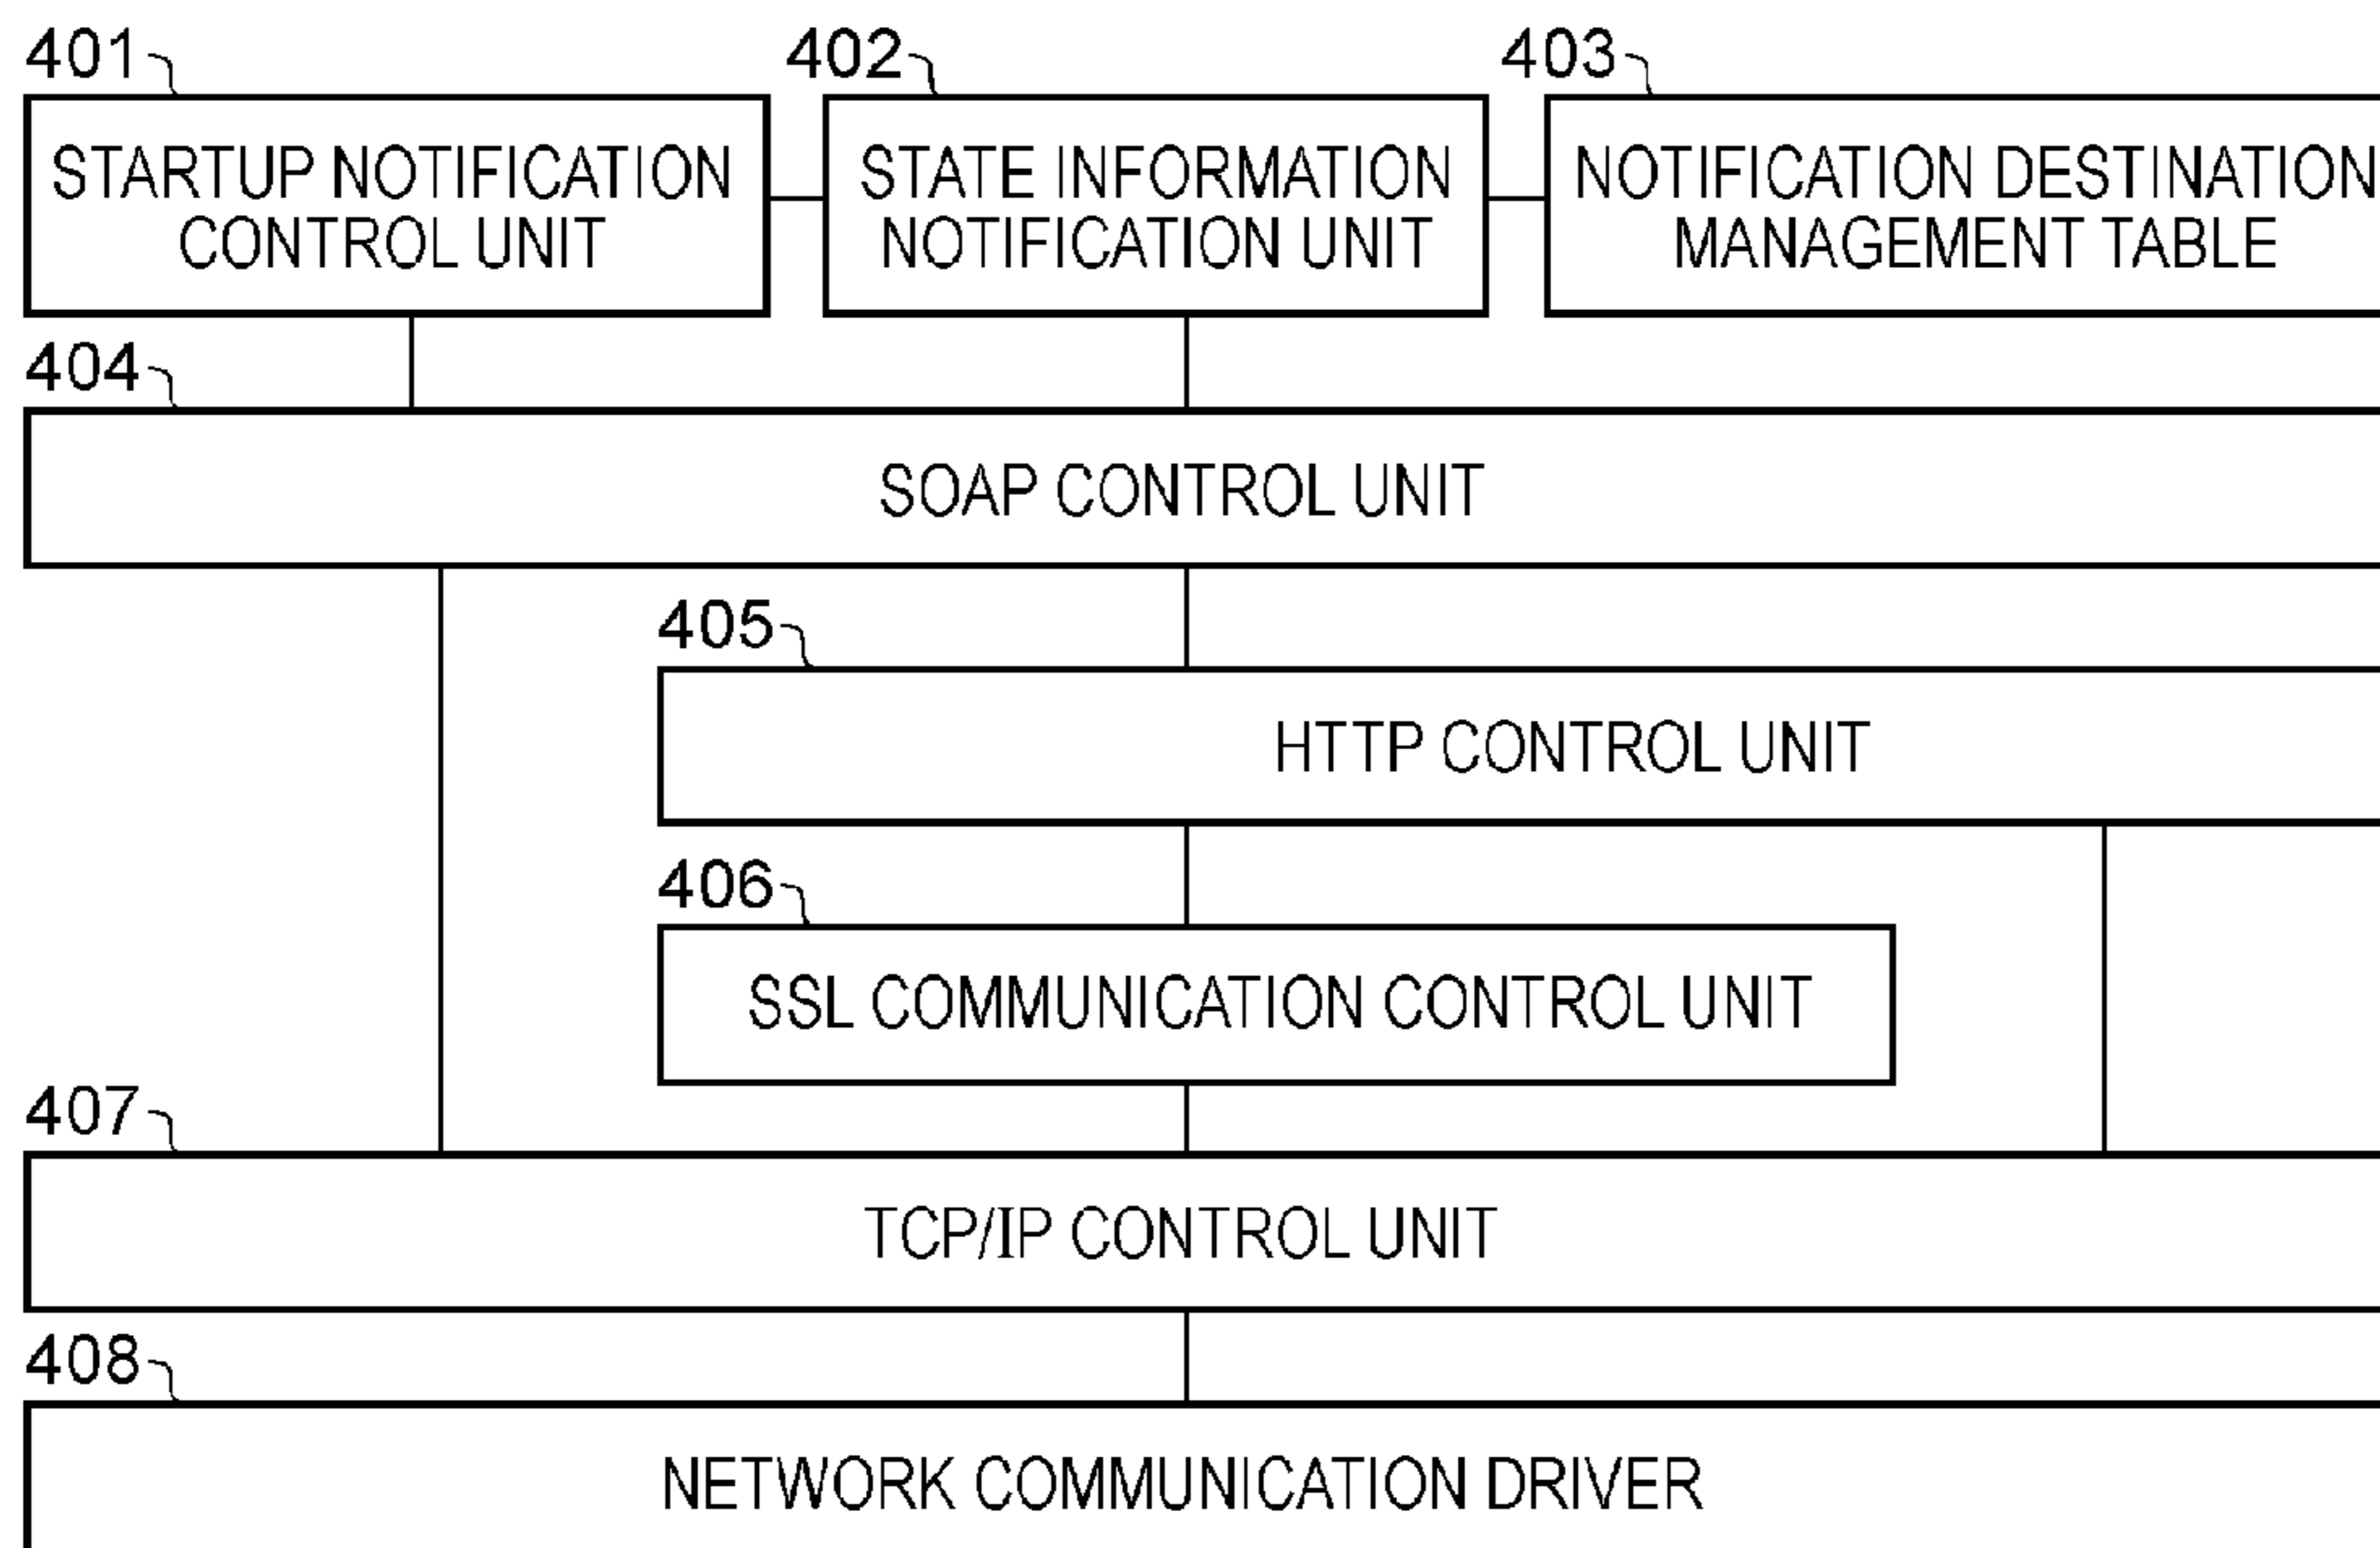 401
402
403
STARTUP NOTIFICATION
CONTROL UNIT
STATE INFORMATION
NOTIFICATION UNIT
NOTIFICATION DESTINATION
MANAGEMENT TABLE
404
SOAP CONTROL UNIT
405
HTTP CONTROL UNIT
406
SSL COMMUNICATION CONTROL UNIT
407
TCP/IP CONTROL UNIT
408
NETWORK COMMUNICATION DRIVER